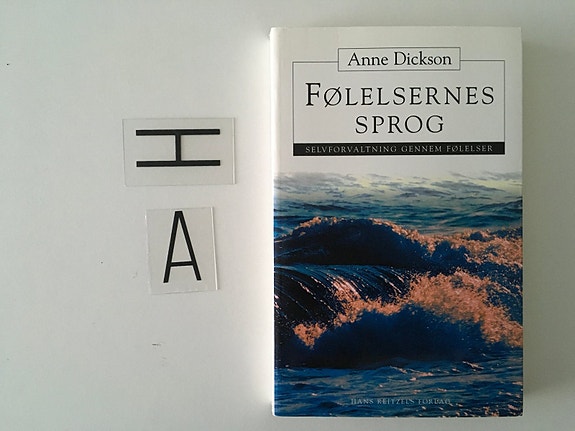 H
A
Anne Dickson
FØLELSERNES
SPROG
SELVFORVALTNING GENNEM FØLELSER
HANS REITZELS FORLAG